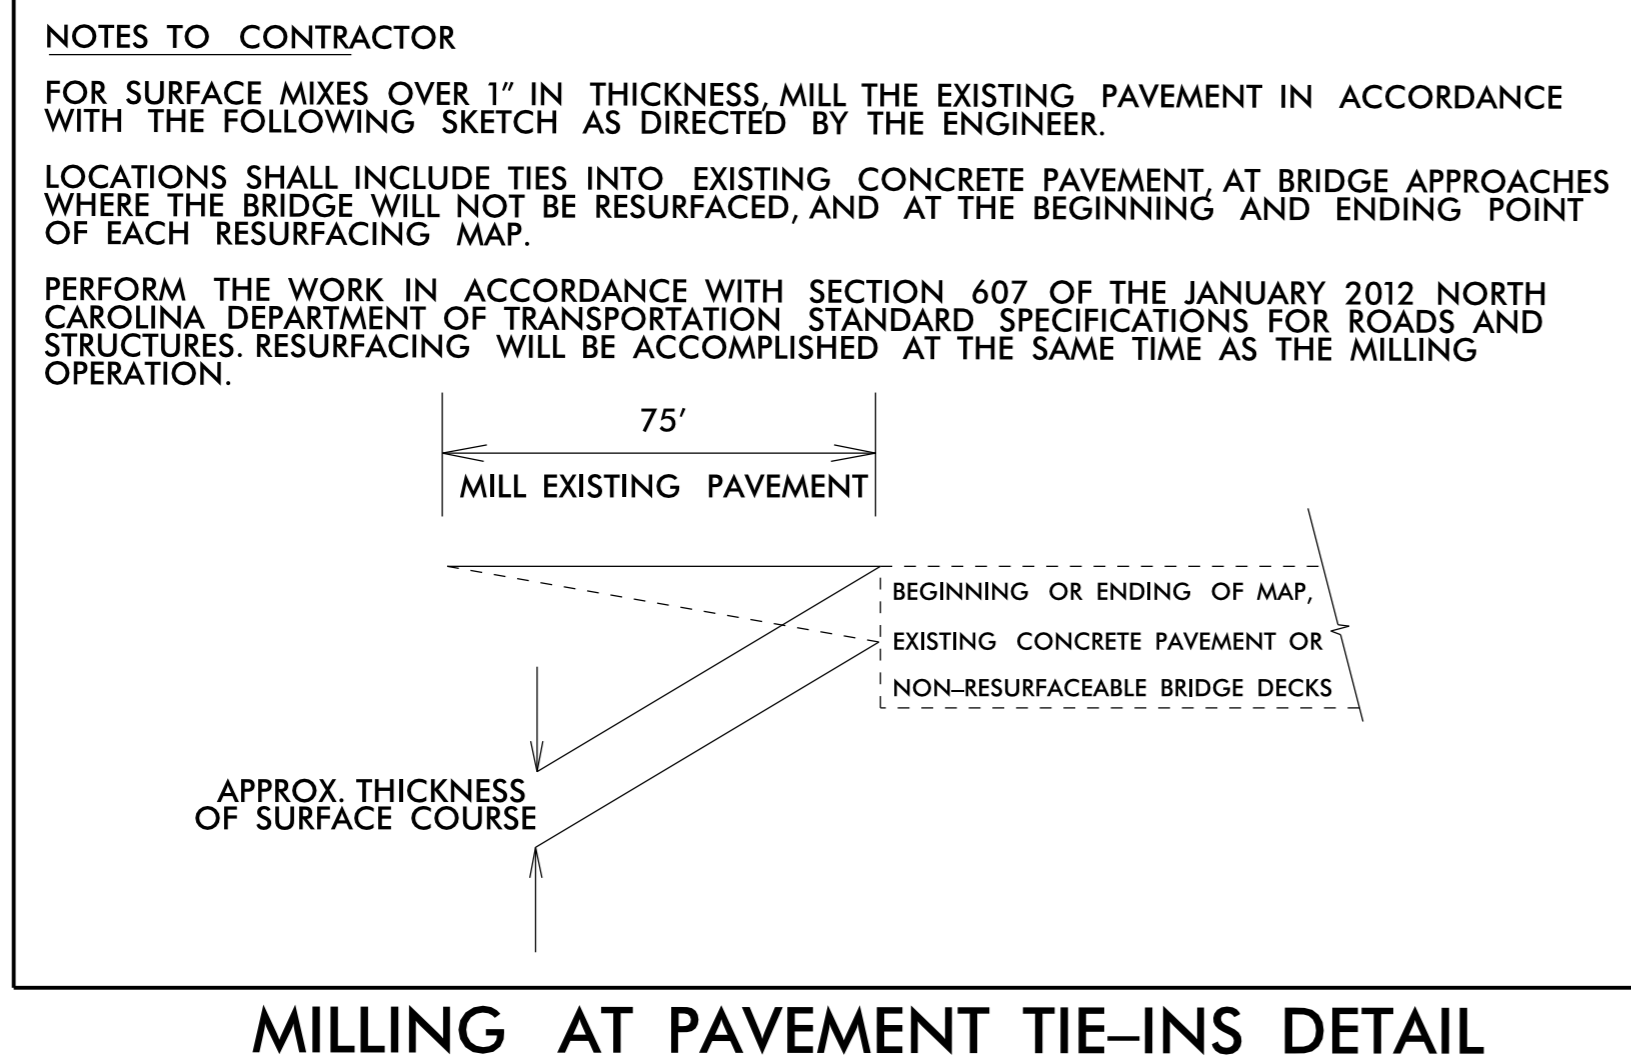 NOTES TO CONTRACTOR
FOR SURFACE MIXES OVER 1" IN THICKNESS, MILL THE EXISTING PAVEMENT IN ACCORDANCE
WITH THE FOLLOWING SKETCH AS DIRECTED BY THE ENGINEER.
LOCATIONS SHALL INCLUDE TIES INTO EXISTING CONCRETE PAVEMENT, AT BRIDGE APPROACHES
WHERE THE BRIDGE WILL NOT BE RESURFACED, AND AT THE BEGINNING AND ENDING POINT
OF EACH RESURFACING MAP.
PERFORM THE WORK IN ACCORDANCE WITH SECTION 607 OF THE JANUARY 2012 NORTH
CAROLINA DEPARTMENT OF TRANSPORTATION STANDARD SPECIFICATIONS FOR ROADS AND
STRUCTURES. RESURFACING WILL BE ACCOMPLISHED AT THE SAME TIME AS THE MILLING
OPERATION.
75'
MILL EXISTING PAVEMENT
BEGINNING OR ENDING OF MAP,
EXISTING CONCRETE PAVEMENT OR
NON–RESURFACEABLE BRIDGE DECKS
APPROX. THICKNESS
OF SURFACE COURSE
MILLING AT PAVEMENT TIE–INS DETAIL